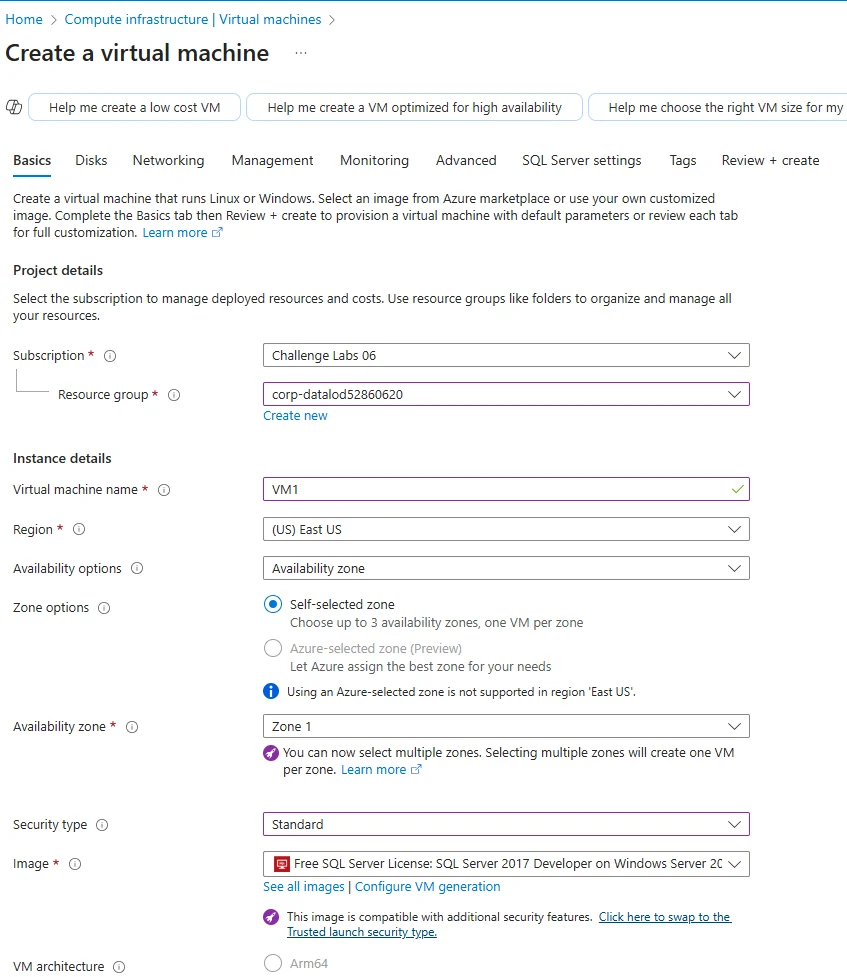 Home > Compute infrastructure | Virtual machines >
Create a virtual machine ...
Help me create a low cost VM
Help me create a VM optimized for high availability
Help me choose the right VM size for my
Basics Disks Networking Management Monitoring Advanced SQL Server settings Tags Review + create
Create a virtual machine that runs Linux or Windows. Select an image from Azure marketplace or use your own customized
image. Complete the Basics tab then Review + create to provision a virtual machine with default parameters or review each tab
for full customization. Learn more
Project details
Select the subscription to manage deployed resources and costs. Use resource groups like folders to organize and manage all
your resources.
Subscription * Challenge Labs 06
Resource group * corp-datalod52860620
Create new
Instance details
Virtual machine name * VM1
Region * (US) East US
Availability options Availability zone
Zone options Self-selected zone
Choose up to 3 availability zones, one VM per zone
Azure-selected zone (Preview)
Let Azure assign the best zone for your needs
Using an Azure-selected zone is not supported in region 'East US'.
Availability zone * Zone 1
You can now select multiple zones. Selecting multiple zones will create one VM
per zone. Learn more
Security type Standard
Image * Free SQL Server License: SQL Server 2017 Developer on Windows Server 20
See all images | Configure VM generation
This image is compatible with additional security features. Click here to swap to the
Trusted launch security type.
VM architecture Arm64